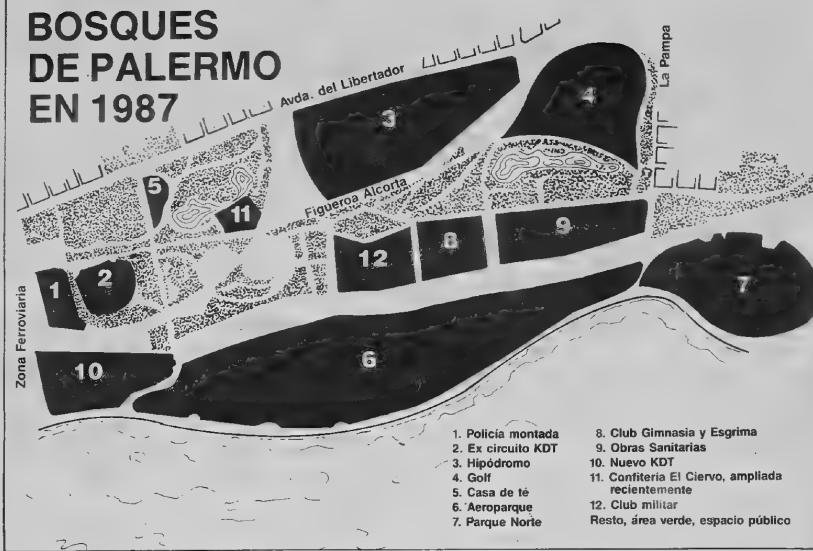 BOSQUES
DE PALERMO
EN 1987
Avda. del Libertador
La Pampa
3
4
5
11
Figueroa Alcorta
12
8
9
1
2
7
Zona Ferroviaria
10
6
1. Policía montada
2. Ex circuito KDT
3. Hipódromo
4. Golf
5. Casa de té
6. Aeroparque
7. Parque Norte
8. Club Gimnasia y Esgrima
9. Obras Sanitarias
10. Nuevo KDT
11. Confitería El Ciervo, ampliada
recientemente
12. Club militar
Resto, área verde, espacio público